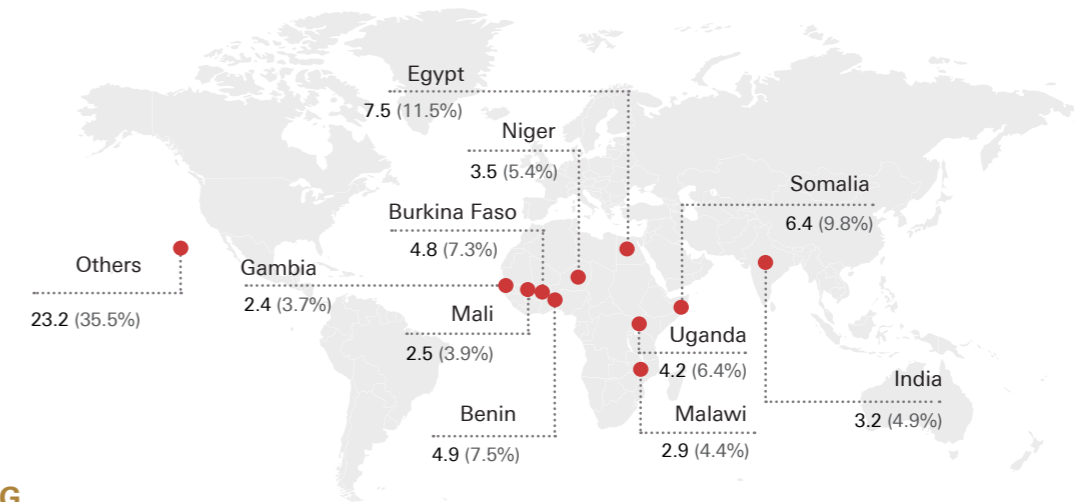 Egypt
7.5 (11.5%)
Niger
3.5 (5.4%)
Somalia
6.4 (9.8%)
Burkina Faso
4.8 (7.3%)
Others
23.2 (35.5%)
Gambia
2.4 (3.7%)
Mali
2.5 (3.9%)
Uganda
4.2 (6.4%)
India
3.2 (4.9%)
Benin
4.9 (7.5%)
Malawi
2.9 (4.4%)
G